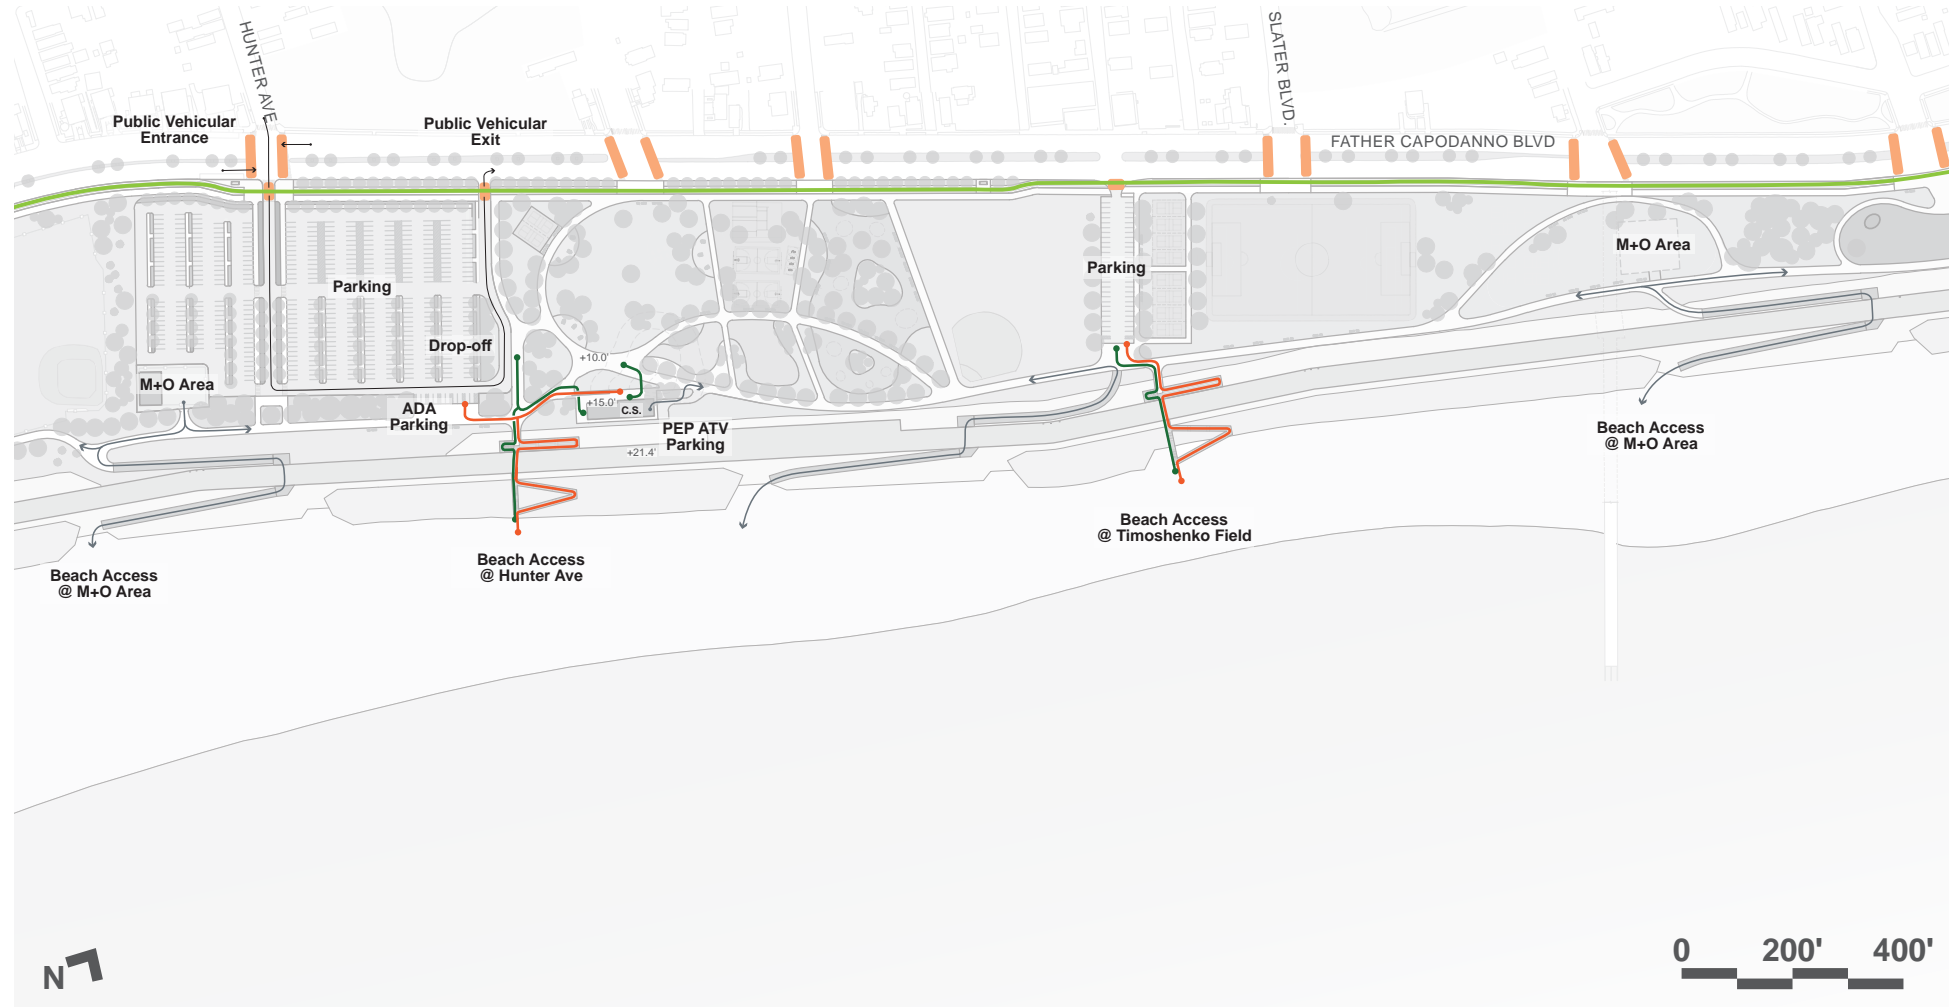 HUNTER AVE
SLATER BLVD.
Public Vehicular
Entrance
Public Vehicular
Exit
FATHER CAPODANNO BLVD
M+O Area
Parking
Parking
Drop-off
+10.0'
M+O Area
ADA
Parking
+15.0'
C.S.
PEP ATV
Parking
+21.4'
Beach Access
@ M+O Area
Beach Access
@ Timoshenko Field
Beach Access
@ Hunter Ave
Beach Access
@ M+O Area
N
0 200' 400'